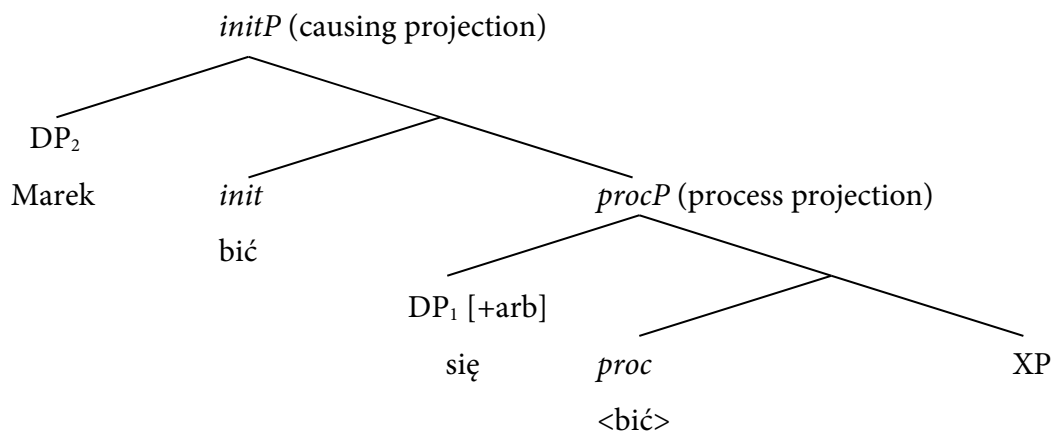 initP (causing projection)
DP₂
Marek
init
procP (process projection)
bić
DP₁ [+arb]
się
proc
XP
<bić>